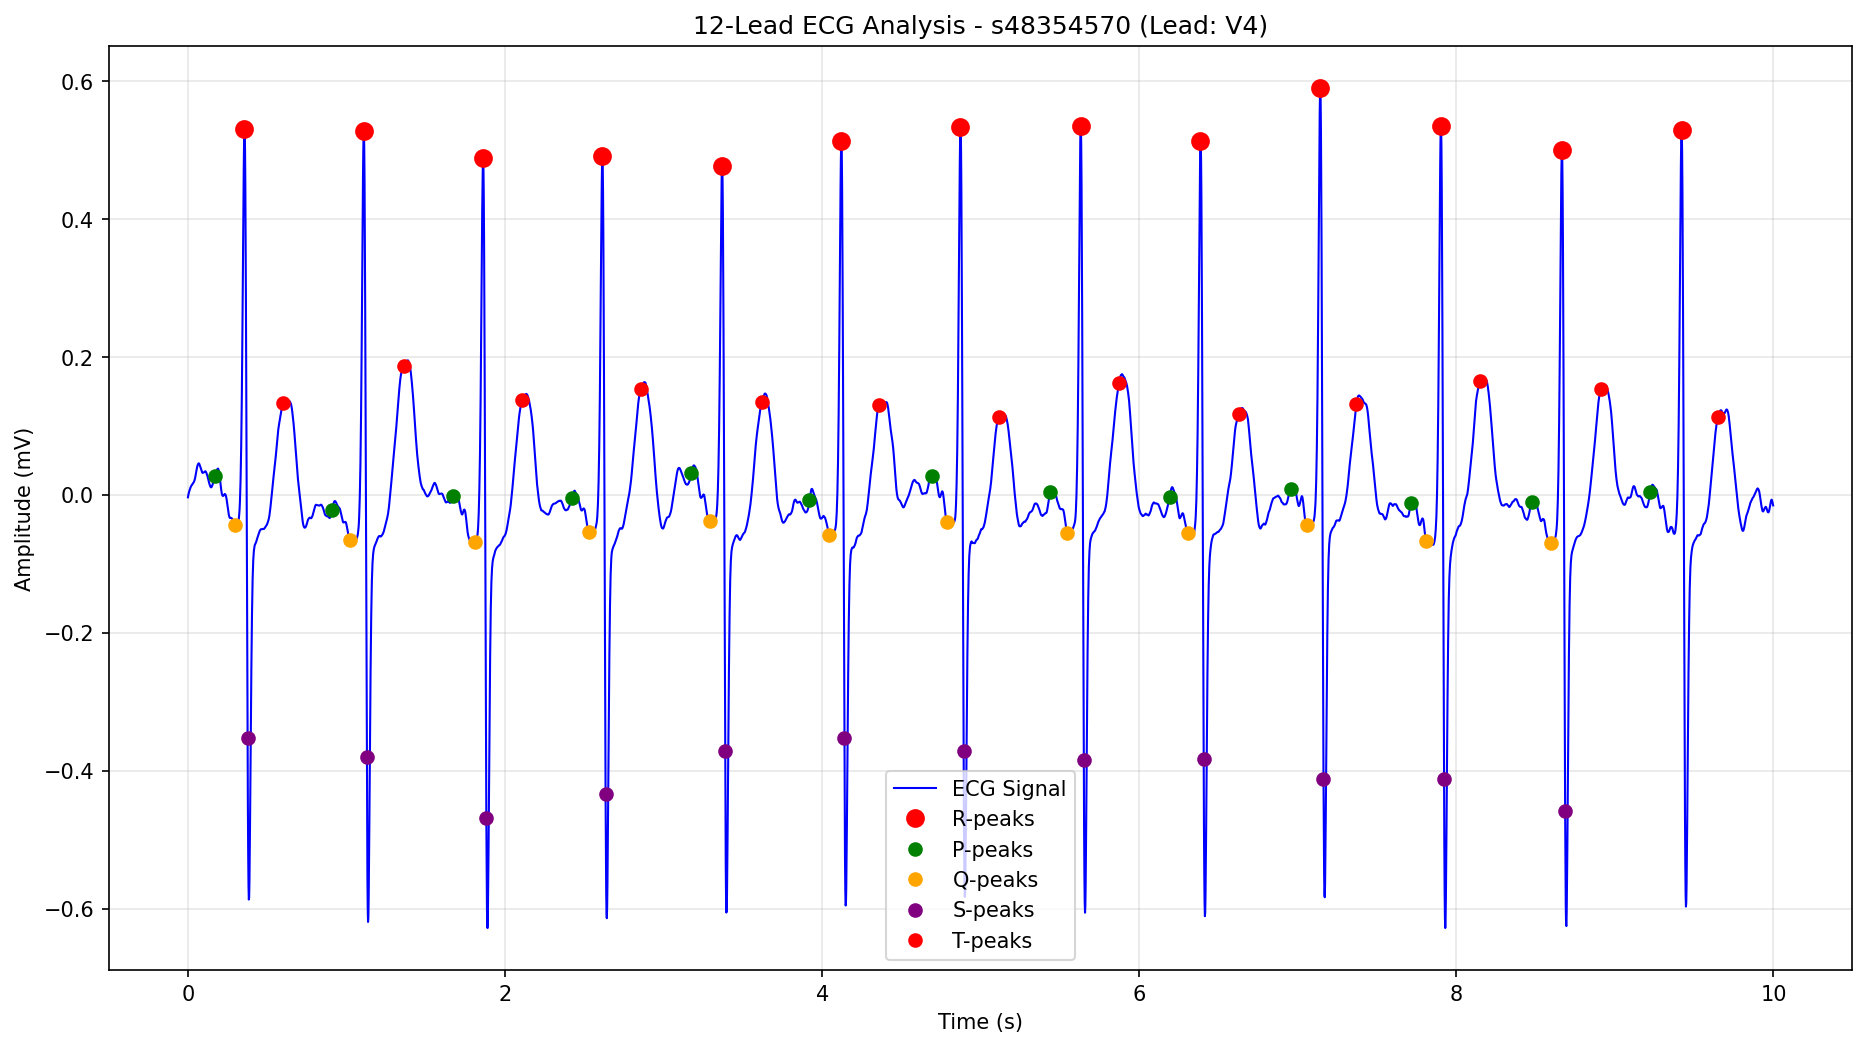 12-Lead ECG Analysis - s48354570 (Lead: V4)
Amplitude (mV)
0.6
0.4
0.2
0.0
−0.2
−0.4
−0.6
ECG Signal
R-peaks
P-peaks
Q-peaks
S-peaks
T-peaks
0 2 4 6 8 10
Time (s)